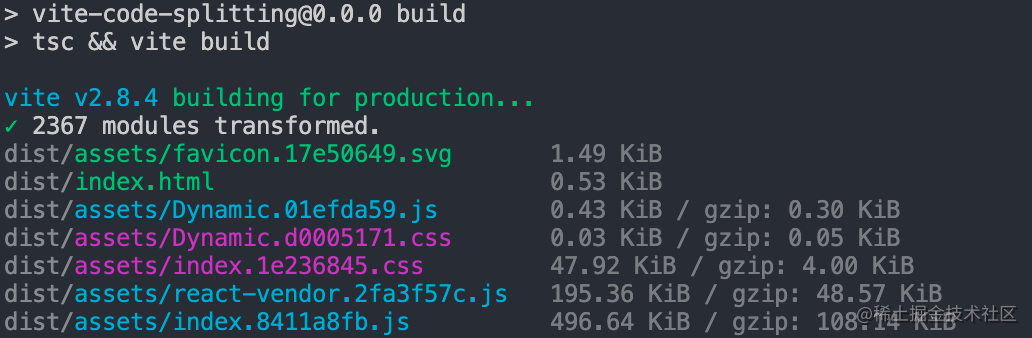 > vite-code-splitting@0.0.0 build
> tsc && vite build
vite v2.8.4 building for production...
✓ 2367 modules transformed.
dist/assets/favicon.17e50649.svg 1.49 KiB
dist/index.html 0.53 KiB
dist/assets/Dynamic.01efda59.js 0.43 KiB / gzip: 0.30 KiB
dist/assets/Dynamic.d0005171.css 0.03 KiB / gzip: 0.05 KiB
dist/assets/index.1e236845.css 47.92 KiB / gzip: 4.00 KiB
dist/assets/react-vendor.2fa3f57c.js 195.36 KiB / gzip: 48.57 KiB
dist/assets/index.8411a8fb.js 496.64 KiB / gzip: 108.14 KiB
@稀土掘金技术社区